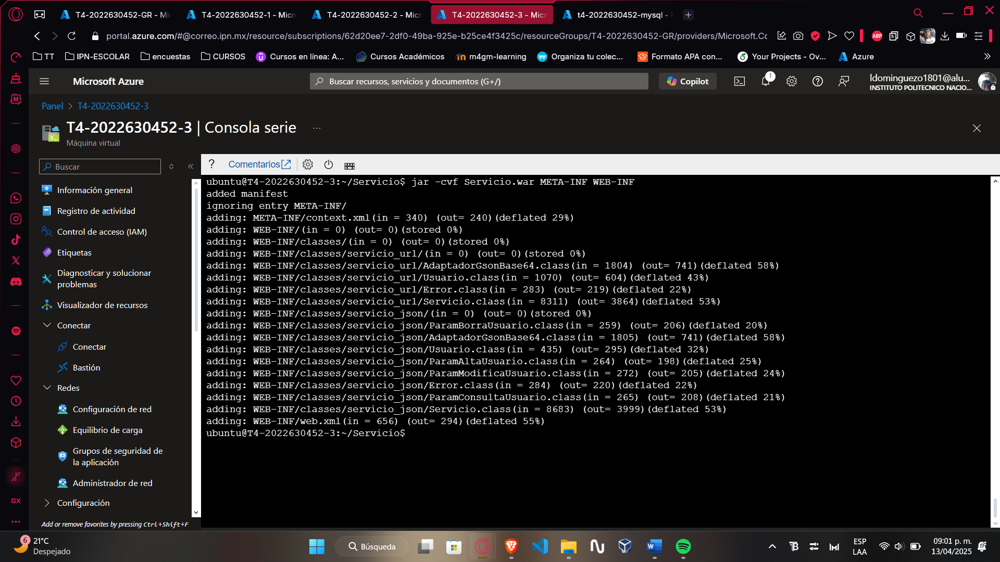 T4-2022630452-GR - Mi
T4-2022630452-1 - Micr
T4-2022630452-2 - Micr
T4-2022630452-3 - Micr
t4-2022630452-mysql -
portal.azure.com/#@correo.ipn.mx/resource/subscriptions/62d20ee7-2df0-49ba-925e-b25ce4f3425c/resourceGroups/T4-2022630452-GR/providers/Microsoft.Cc
ABP
TT
IPN-ESCOLAR
encuestas
CURSOS
Cursos en línea: A...
Cursos Académicos
m4gm-learning
Organiza tu colec...
Formato APA con...
Your Projects - Ov...
Azure
Microsoft Azure
Buscar recursos, servicios y documentos (G+/)
Copilot
1
ldominguezo1801@alu...
INSTITUTO POLITECNICO NACIO...
Panel > T4-2022630452-3
T4-2022630452-3 | Consola serie ...
Máquina virtual
Buscar
? Comentarios
Información general
Registro de actividad
Control de acceso (IAM)
Etiquetas
Diagnosticar y solucionar
problemas
Visualizador de recursos
Conectar
Conectar
Bastión
Redes
Configuración de red
Equilibrio de carga
Grupos de seguridad de
la aplicación
Administrador de red
Configuración
Add or remove favorites by pressing Ctrl+Shift+F
ubuntu@T4-2022630452-3:~/Servicio$ jar -cvf Servicio.war META-INF WEB-INF
added manifest
ignoring entry META-INF/
adding: META-INF/context.xml(in = 340) (out= 240)(deflated 29%)
adding: WEB-INF/(in = 0) (out= 0)(stored 0%)
adding: WEB-INF/classes/(in = 0) (out= 0)(stored 0%)
adding: WEB-INF/classes/servicio_url/(in = 0) (out= 0)(stored 0%)
adding: WEB-INF/classes/servicio_url/AdaptadorGsonBase64.class(in = 1804) (out= 741)(deflated 58%)
adding: WEB-INF/classes/servicio_url/Usuario.class(in = 1070) (out= 604)(deflated 43%)
adding: WEB-INF/classes/servicio_url/Error.class(in = 283) (out= 219)(deflated 22%)
adding: WEB-INF/classes/servicio_url/Servicio.class(in = 8311) (out= 3864)(deflated 53%)
adding: WEB-INF/classes/servicio_json/(in = 0) (out= 0)(stored 0%)
adding: WEB-INF/classes/servicio_json/ParamBorraUsuario.class(in = 259) (out= 206)(deflated 20%)
adding: WEB-INF/classes/servicio_json/AdaptadorGsonBase64.class(in = 1805) (out= 741)(deflated 58%)
adding: WEB-INF/classes/servicio_json/Usuario.class(in = 435) (out= 295)(deflated 32%)
adding: WEB-INF/classes/servicio_json/ParamAltaUsuario.class(in = 264) (out= 198)(deflated 25%)
adding: WEB-INF/classes/servicio_json/ParamModificaUsuario.class(in = 272) (out= 205)(deflated 24%)
adding: WEB-INF/classes/servicio_json/Error.class(in = 284) (out= 220)(deflated 22%)
adding: WEB-INF/classes/servicio_json/ParamConsultaUsuario.class(in = 265) (out= 208)(deflated 21%)
adding: WEB-INF/classes/servicio_json/Servicio.class(in = 8683) (out= 3999)(deflated 53%)
adding: WEB-INF/web.xml(in = 656) (out= 294)(deflated 55%)
ubuntu@T4-2022630452-3:~/Servicio$
GX
6
21°C
Despejado
Búsqueda
ESP
LAA
09:01 p. m.
13/04/2025